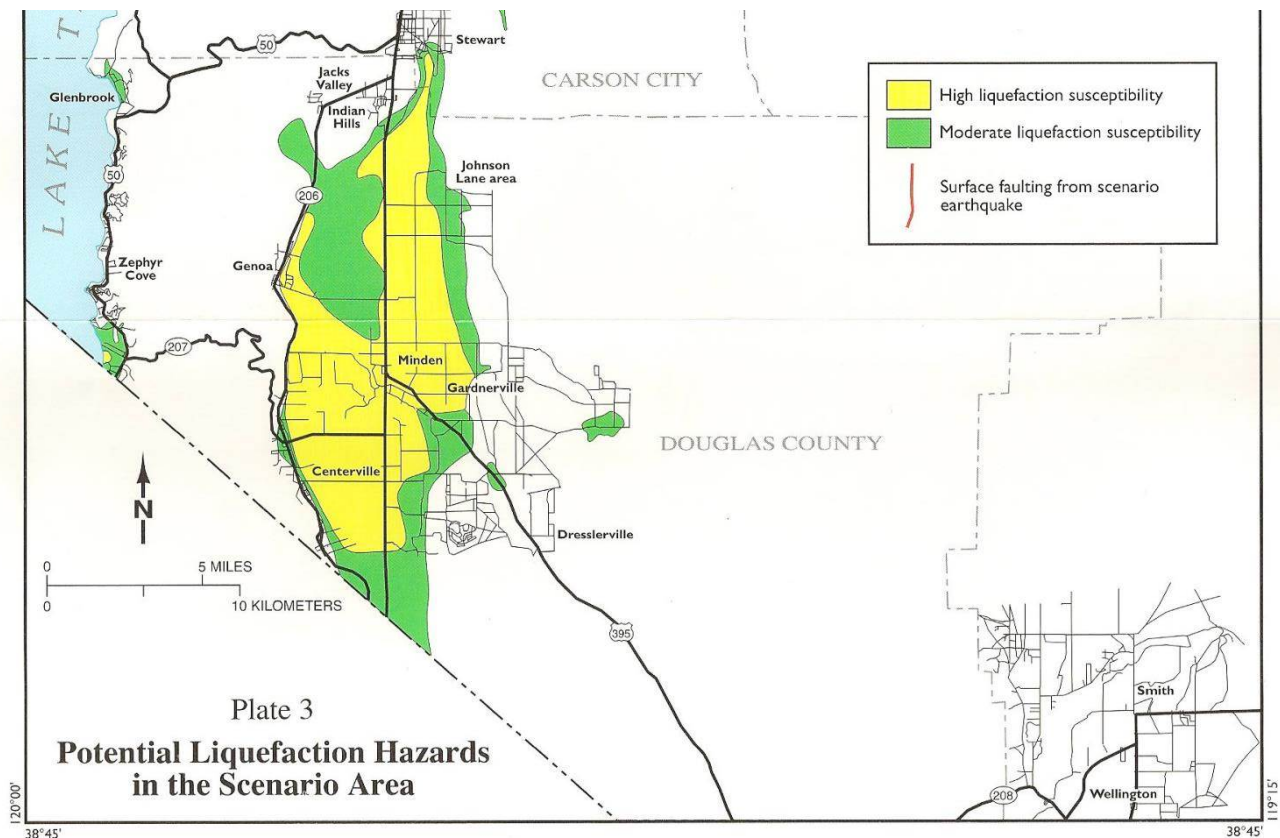 LAKE T
50
Stewart
Jacks
Valley
CARSON CITY
Glenbrook
Indian
Hills
High liquefaction susceptibility
Moderate liquefaction susceptibility
Surface faulting from scenario
earthquake
50
Johnson
Lane area
206
Zephyr
Cove
Genoa
207
Minden
Gardnerville
DOUGLAS COUNTY
Centerville
N
Dresslerville
0
5 MILES
0
10 KILOMETERS
395
Smith
Plate 3
Potential Liquefaction Hazards
in the Scenario Area
208
Wellington
120°00'
119°15'
38°45'
38°45'